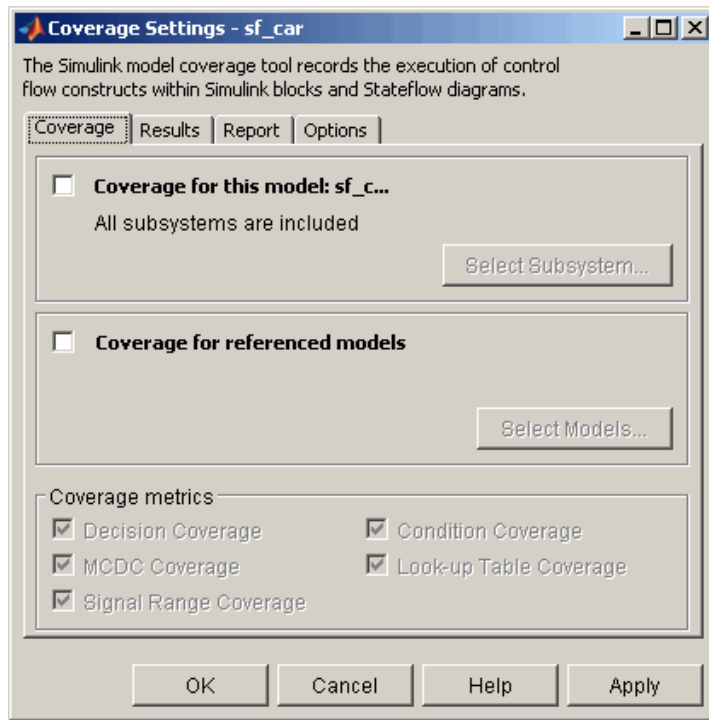 Coverage Settings - sf_car
The Simulink model coverage tool records the execution of control
flow constructs within Simulink blocks and Stateflow diagrams.
Coverage Results Report Options
Coverage for this model: sf_c...
All subsystems are included
Select Subsystem...
Coverage for referenced models
Select Models...
Coverage metrics
Decision Coverage Condition Coverage
MCDC Coverage Look-up Table Coverage
Signal Range Coverage
OK Cancel Help Apply